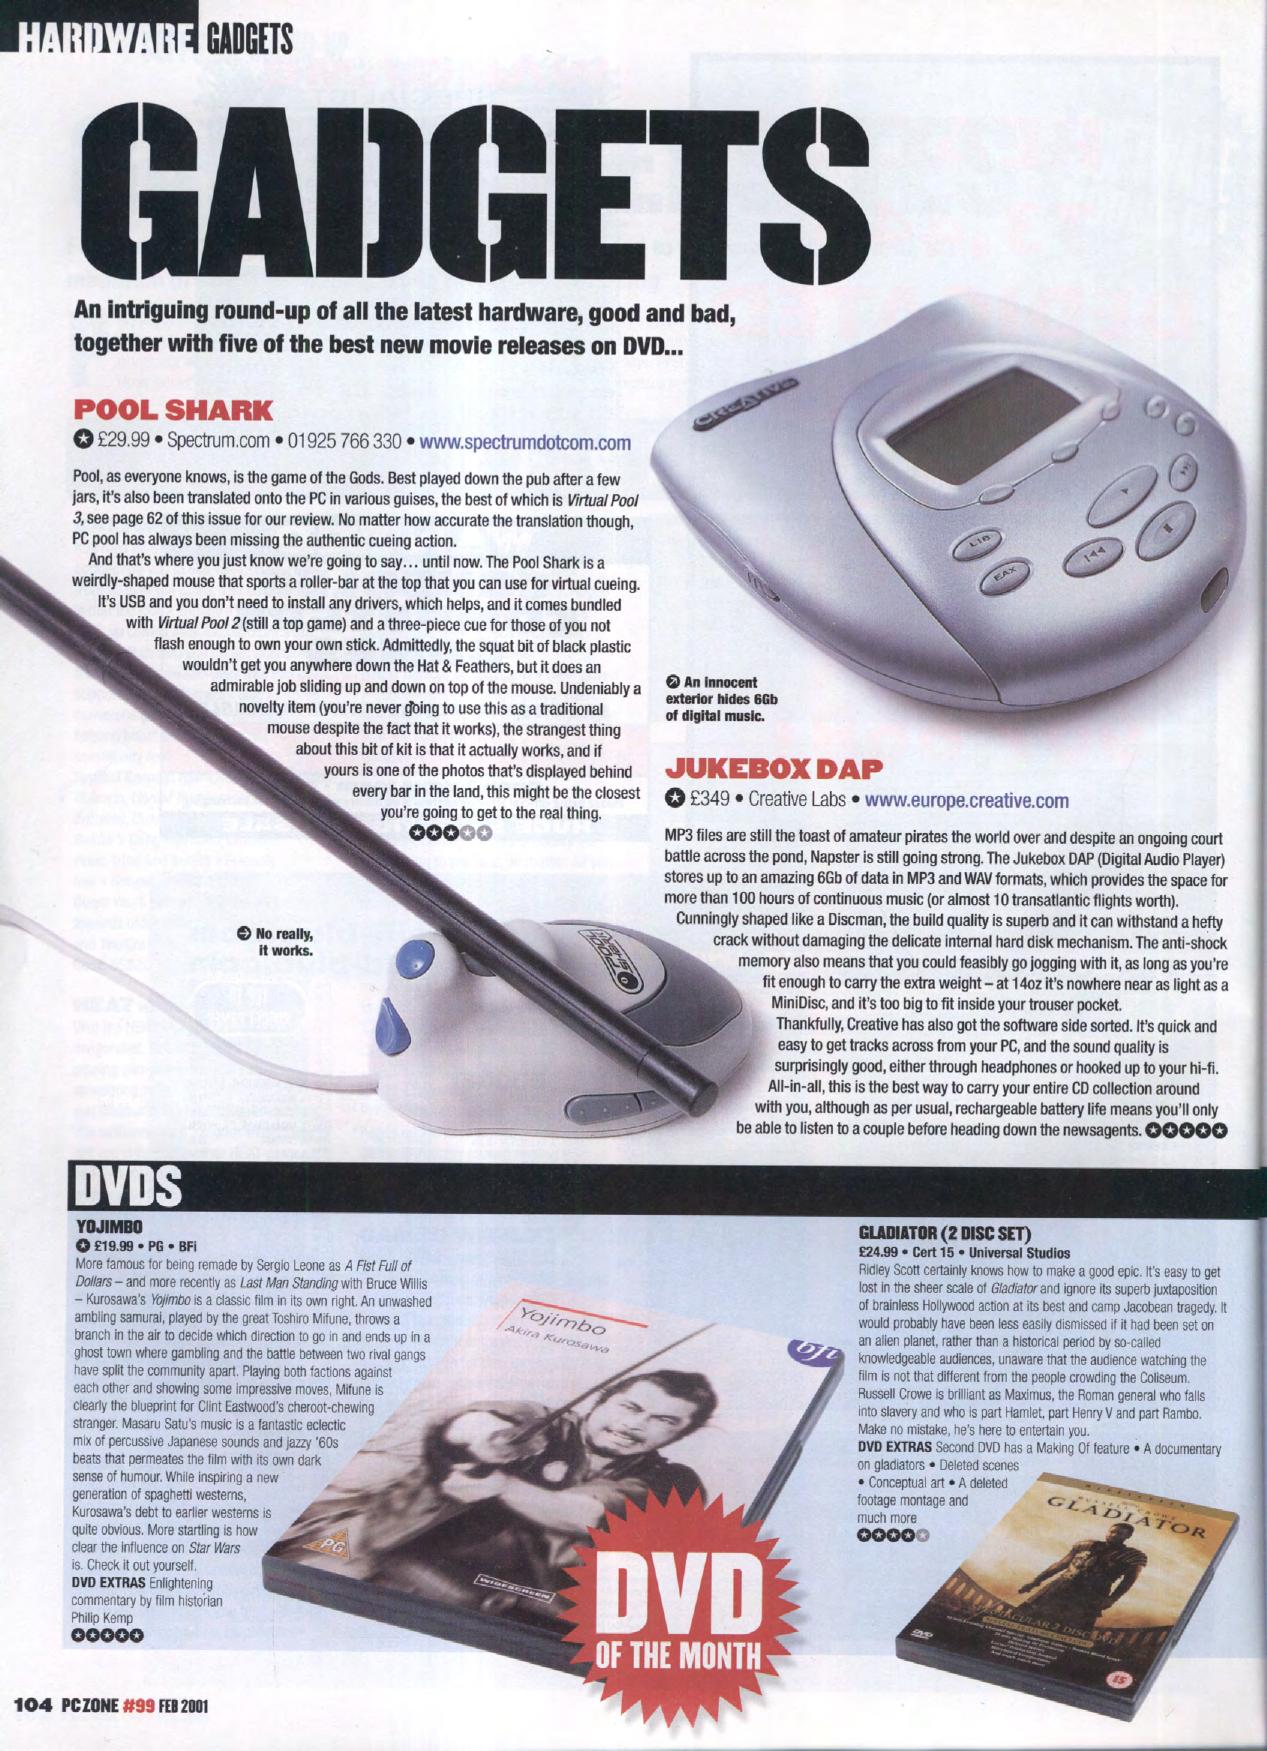 HARDWARE GADGETS
GADGETS
An intriguing round-up of all the latest hardware, good and bad,
together with five of the best new movie releases on DVD...
POOL SHARK
£29.99 • Spectrum.com • 01925 766 330 • www.spectrumdotcom.com
Pool, as everyone knows, is the game of the Gods. Best played down the pub after a few
jars, it's also been translated onto the PC in various guises, the best of which is Virtual Pool
3, see page 62 of this issue for our review. No matter how accurate the translation though,
PC pool has always been missing the authentic cueing action.
And that's where you just know we're going to say... until now. The Pool Shark is a
weirdly-shaped mouse that sports a roller-bar at the top that you can use for virtual cueing.
It's USB and you don't need to install any drivers, which helps, and it comes bundled
with Virtual Pool 2 (still a top game) and a three-piece cue for those of you not
flash enough to own your own stick. Admittedly, the squat bit of black plastic
wouldn't get you anywhere down the Hat & Feathers, but it does an
admirable job sliding up and down on top of the mouse. Undeniably a
novelty item (you're never going to use this as a traditional
mouse despite the fact that it works), the strangest thing
about this bit of kit is that it actually works, and if
yours is one of the photos that's displayed behind
every bar in the land, this might be the closest
you're going to get to the real thing.
No really,
it works.
POOL
SHARK
CREATIVE
LIB
EAX
An innocent
exterior hides 6Gb
of digital music.
JUKEBOX DAP
£349 • Creative Labs • www.europe.creative.com
MP3 files are still the toast of amateur pirates the world over and despite an ongoing court
battle across the pond, Napster is still going strong. The Jukebox DAP (Digital Audio Player)
stores up to an amazing 6Gb of data in MP3 and WAV formats, which provides the space for
more than 100 hours of continuous music (or almost 10 transatlantic flights worth).
Cunningly shaped like a Discman, the build quality is superb and it can withstand a hefty
crack without damaging the delicate internal hard disk mechanism. The anti-shock
memory also means that you could feasibly go jogging with it, as long as you're
fit enough to carry the extra weight – at 14oz it's nowhere near as light as a
MiniDisc, and it's too big to fit inside your trouser pocket.
Thankfully, Creative has also got the software side sorted. It's quick and
easy to get tracks across from your PC, and the sound quality is
surprisingly good, either through headphones or hooked up to your hi-fi.
All-in-all, this is the best way to carry your entire CD collection around
with you, although as per usual, rechargeable battery life means you'll only
be able to listen to a couple before heading down the newsagents.
DVDS
YOJIMBO
£19.99 • PG • BFi
More famous for being remade by Sergio Leone as A Fist Full of
Dollars – and more recently as Last Man Standing with Bruce Willis
– Kurosawa's Yojimbo is a classic film in its own right. An unwashed
ambling samurai, played by the great Toshiro Mifune, throws a
branch in the air to decide which direction to go in and ends up in a
ghost town where gambling and the battle between two rival gangs
have split the community apart. Playing both factions against
each other and showing some impressive moves, Mifune is
clearly the blueprint for Clint Eastwood's cheroot-chewing
stranger. Masaru Satu's music is a fantastic eclectic
mix of percussive Japanese sounds and jazzy '60s
beats that permeates the film with its own dark
sense of humour. While inspiring a new
generation of spaghetti westerns,
Kurosawa's debt to earlier westerns is
quite obvious. More startling is how
clear the influence on Star Wars
is. Check it out yourself.
DVD EXTRAS Enlightening
commentary by film historian
Philip Kemp
Yojimbo
Akira Kurosawa
bfi
PG
WIDESCREEN
DVD
OF THE MONTH
GLADIATOR (2 DISC SET)
£24.99 • Cert 15 • Universal Studios
Ridley Scott certainly knows how to make a good epic. It's easy to get
lost in the sheer scale of Gladiator and ignore its superb juxtaposition
of brainless Hollywood action at its best and camp Jacobean tragedy. It
would probably have been less easily dismissed if it had been set on
an alien planet, rather than a historical period by so-called
knowledgeable audiences, unaware that the audience watching the
film is not that different from the people crowding the Coliseum.
Russell Crowe is brilliant as Maximus, the Roman general who falls
into slavery and who is part Hamlet, part Henry V and part Rambo.
Make no mistake, he's here to entertain you.
DVD EXTRAS Second DVD has a Making Of feature • A documentary
on gladiators • Deleted scenes
• Conceptual art • A deleted
footage montage and
much more
WIDESCREEN
RUSSELL CROWE
GLADIATOR
SPECTACULAR 2 DISC DVD
DVD
15
104 PCZONE #99 FEB 2001